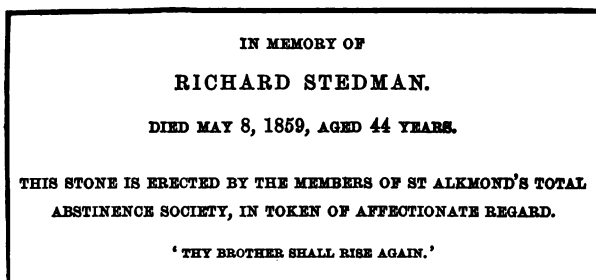 IN MEMORY OF
RICHARD STEDMAN.
DIED MAY 8, 1859, AGED 44 YEARS.
THIS STONE IS ERECTED BY THE MEMBERS OF ST ALKMOND'S TOTAL
ABSTINENCE SOCIETY, IN TOKEN OF AFFECTIONATE REGARD.
‘THY BROTHER SHALL RISE AGAIN.’